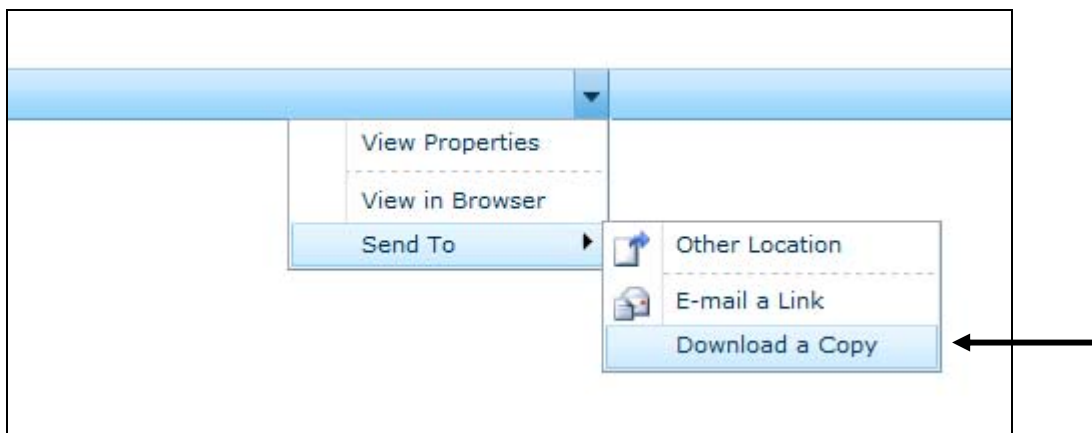 View Properties
View in Browser
Send To
Other Location
E-mail a Link
Download a Copy